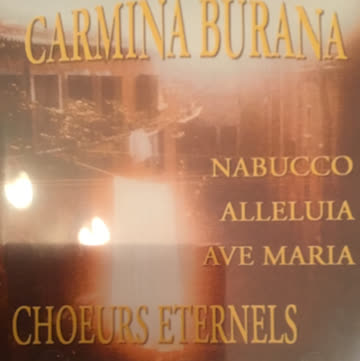 CARMINA BURANA
NABUCCO
ALLELUIA
AVE MARIA
CHOEURS ETERNELS